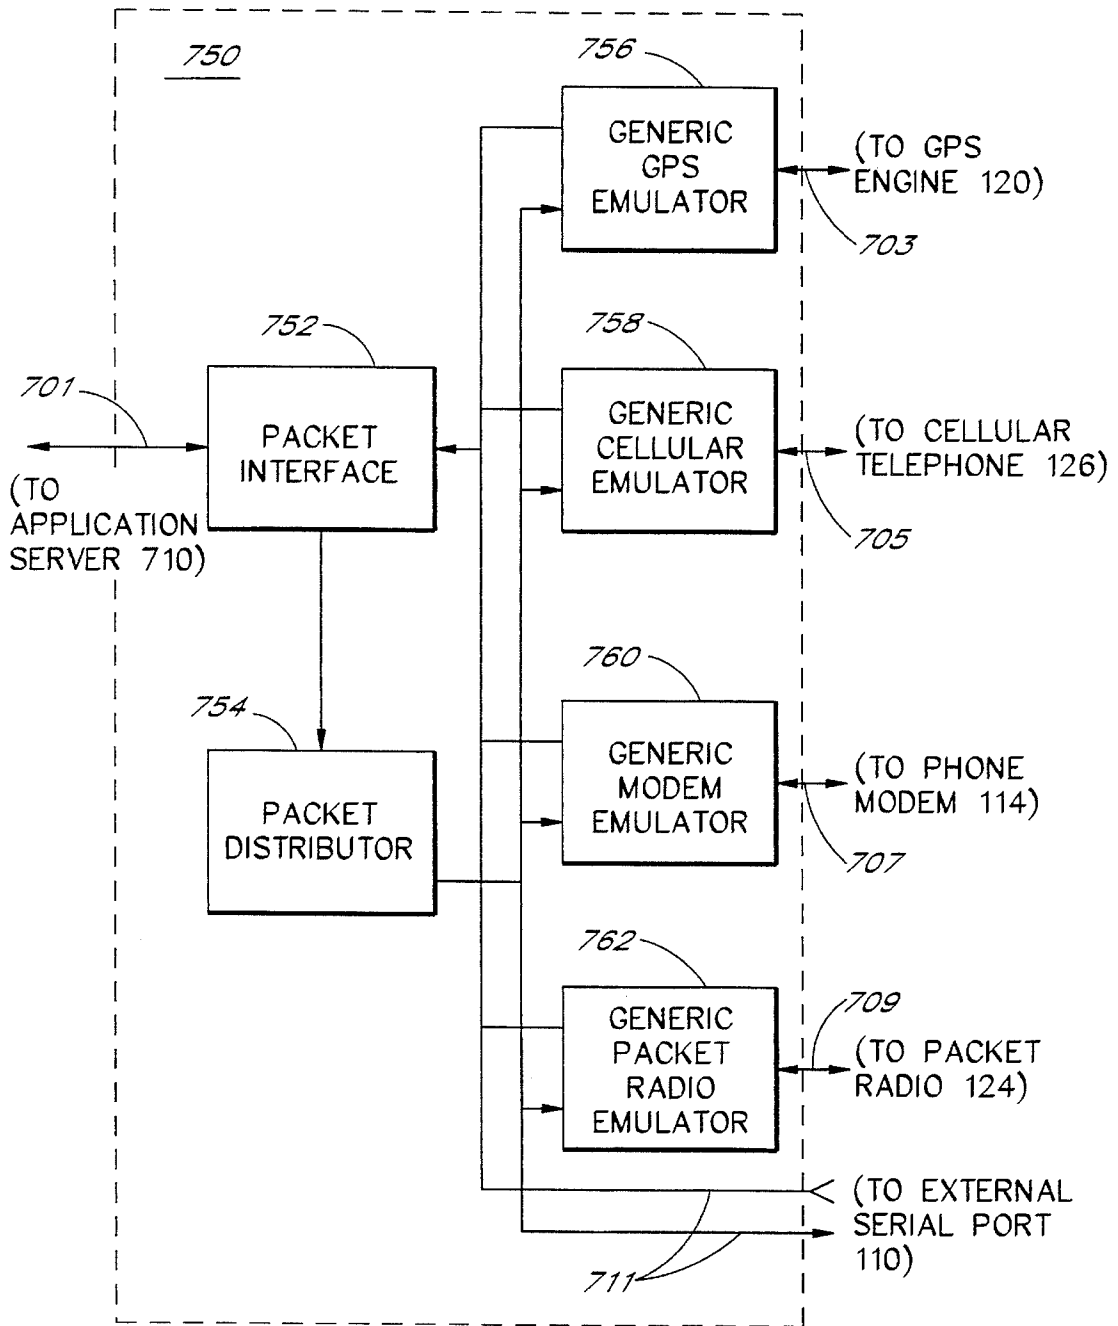 750
756
GENERIC
GPS
EMULATOR
(TO GPS
ENGINE 120)
703
752
758
701
PACKET
INTERFACE
GENERIC
CELLULAR
EMULATOR
(TO CELLULAR
TELEPHONE 126)
705
(TO
APPLICATION
SERVER 710)
760
754
GENERIC
MODEM
EMULATOR
(TO PHONE
MODEM 114)
707
PACKET
DISTRIBUTOR
762
709
GENERIC
PACKET
RADIO
EMULATOR
(TO PACKET
RADIO 124)
(TO EXTERNAL
SERIAL PORT
110)
711